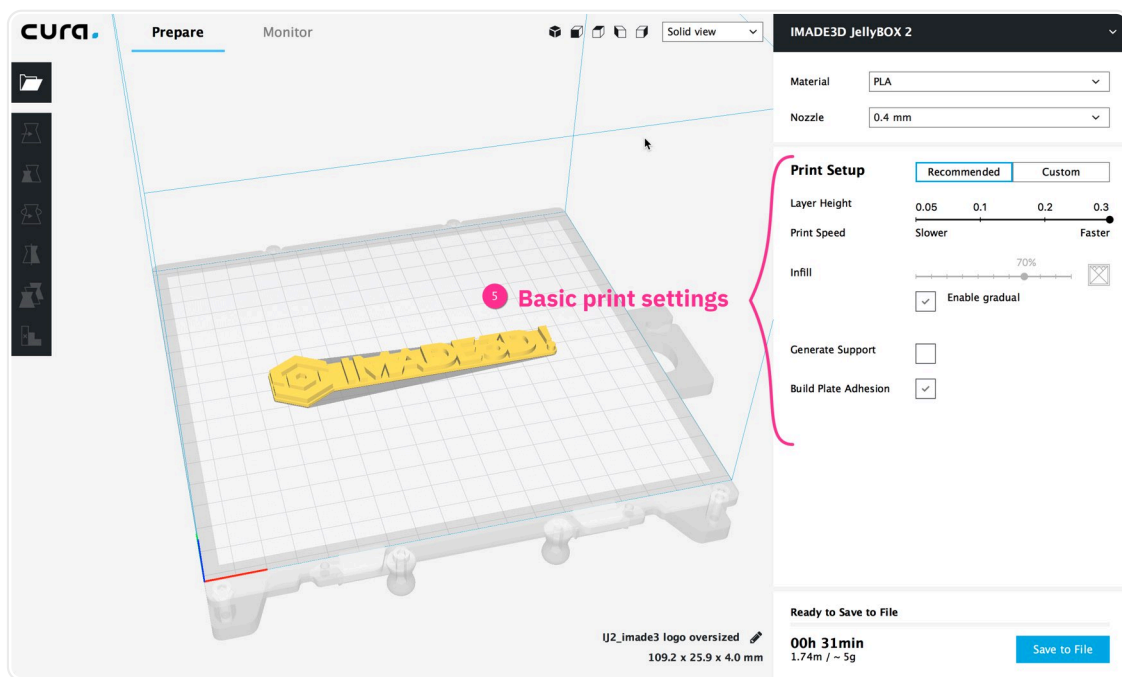 cura.
Prepare
Monitor
Solid view
IMADE3D JellyBOX 2
Material
PLA
Nozzle
0.4 mm
Print Setup
Recommended
Custom
Layer Height
0.05 0.1 0.2 0.3
Print Speed
Slower
Faster
Infill
70%
Enable gradual
Generate Support
Build Plate Adhesion
5 Basic print settings
IMADE3D!
IJ2_imade3 logo oversized
109.2 x 25.9 x 4.0 mm
Ready to Save to File
00h 31min
1.74m / ~ 5g
Save to File